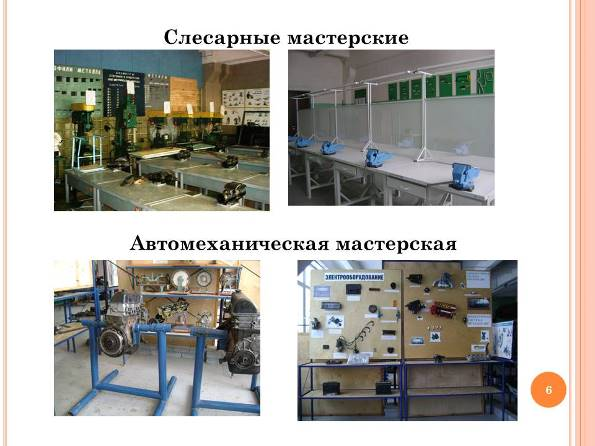 Слесарные мастерские
Автомеханическая мастерская
ЭЛЕКТРООБОРУДОВАНИЕ
6